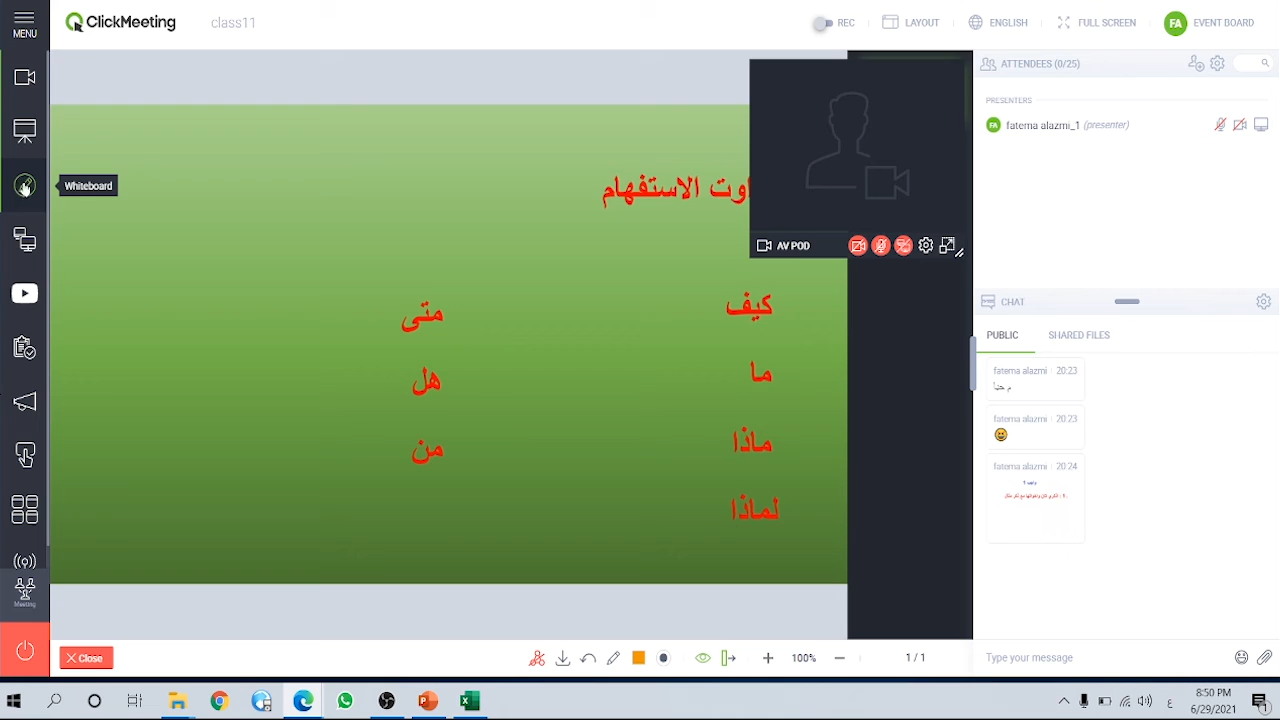 MENU
ClickMeeting
class11
REC
LAYOUT
ENGLISH
FULL SCREEN
FA
EVENT BOARD
Whiteboard
الاستفهام
AV POD
كيف
متى
ما
هل
ماذا
من
لماذا
ATTENDEES (0/25)
PRESENTERS
FA
fatema alazmi_1 (presenter)
CHAT
PUBLIC
SHARED FILES
fatema alazmi | 20:23
fatema alazmi | 20:23
fatema alazmi | 20:24
Meeting
Close
100%
1 / 1
Type your message
8:50 PM
6/29/2021